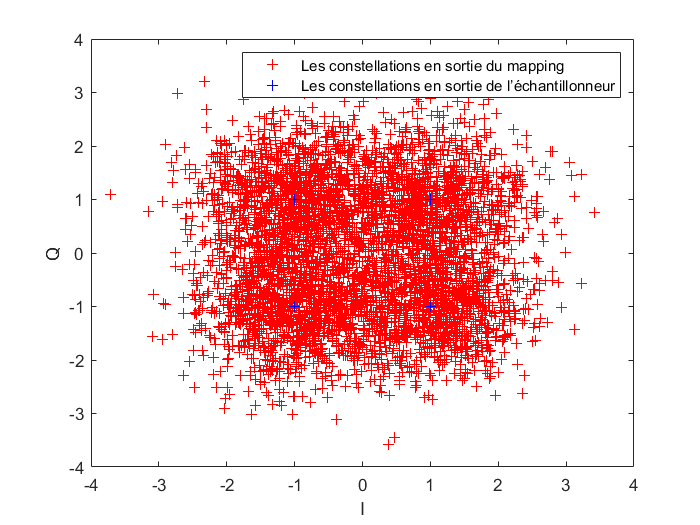 4
Les constellations en sortie du mapping
Les constellations en sortie de l'échantillonneur
3
2
1
Q
0
-1
-2
-3
-4
-4 -3 -2 -1 0 1 2 3 4
I